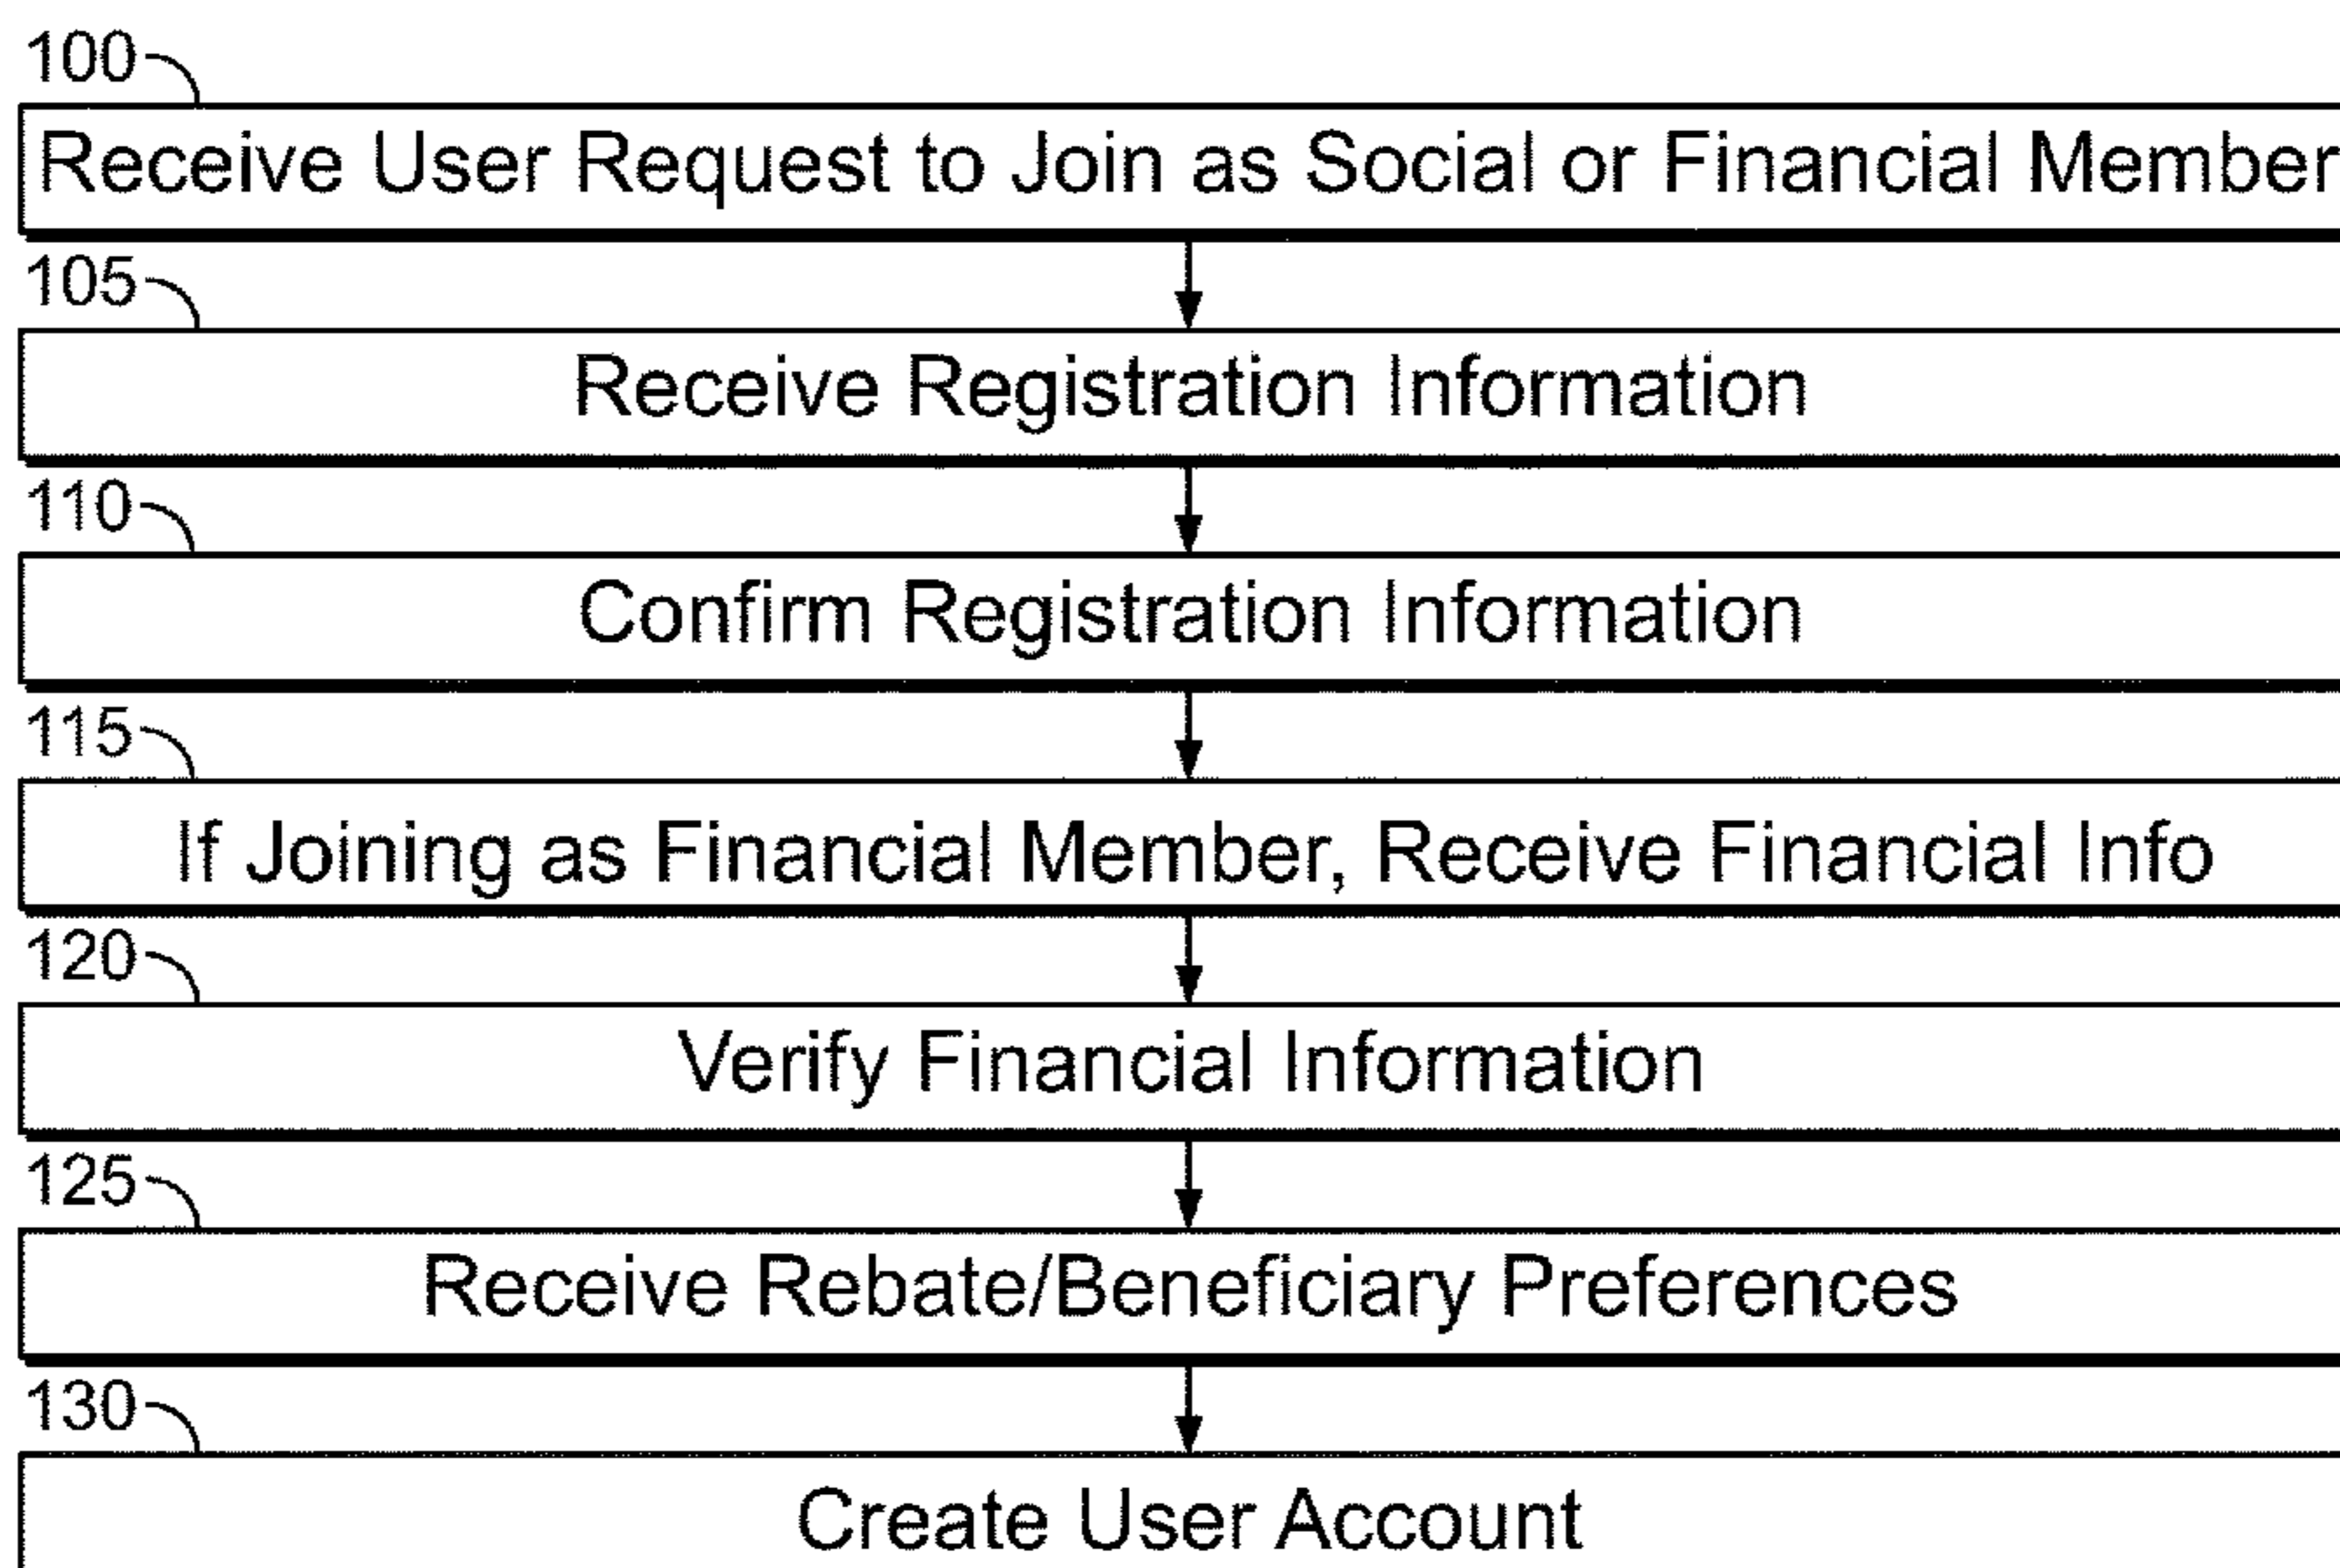 100
Receive User Request to Join as Social or Financial Member
105
Receive Registration Information
110
Confirm Registration Information
115
If Joining as Financial Member, Receive Financial Info
120
Verify Financial Information
125
Receive Rebate/Beneficiary Preferences
130
Create User Account